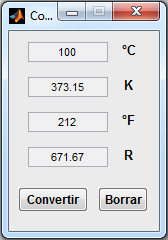 Co...
100 °C
373.15 K
212 °F
671.67 R
Convertir Borrar